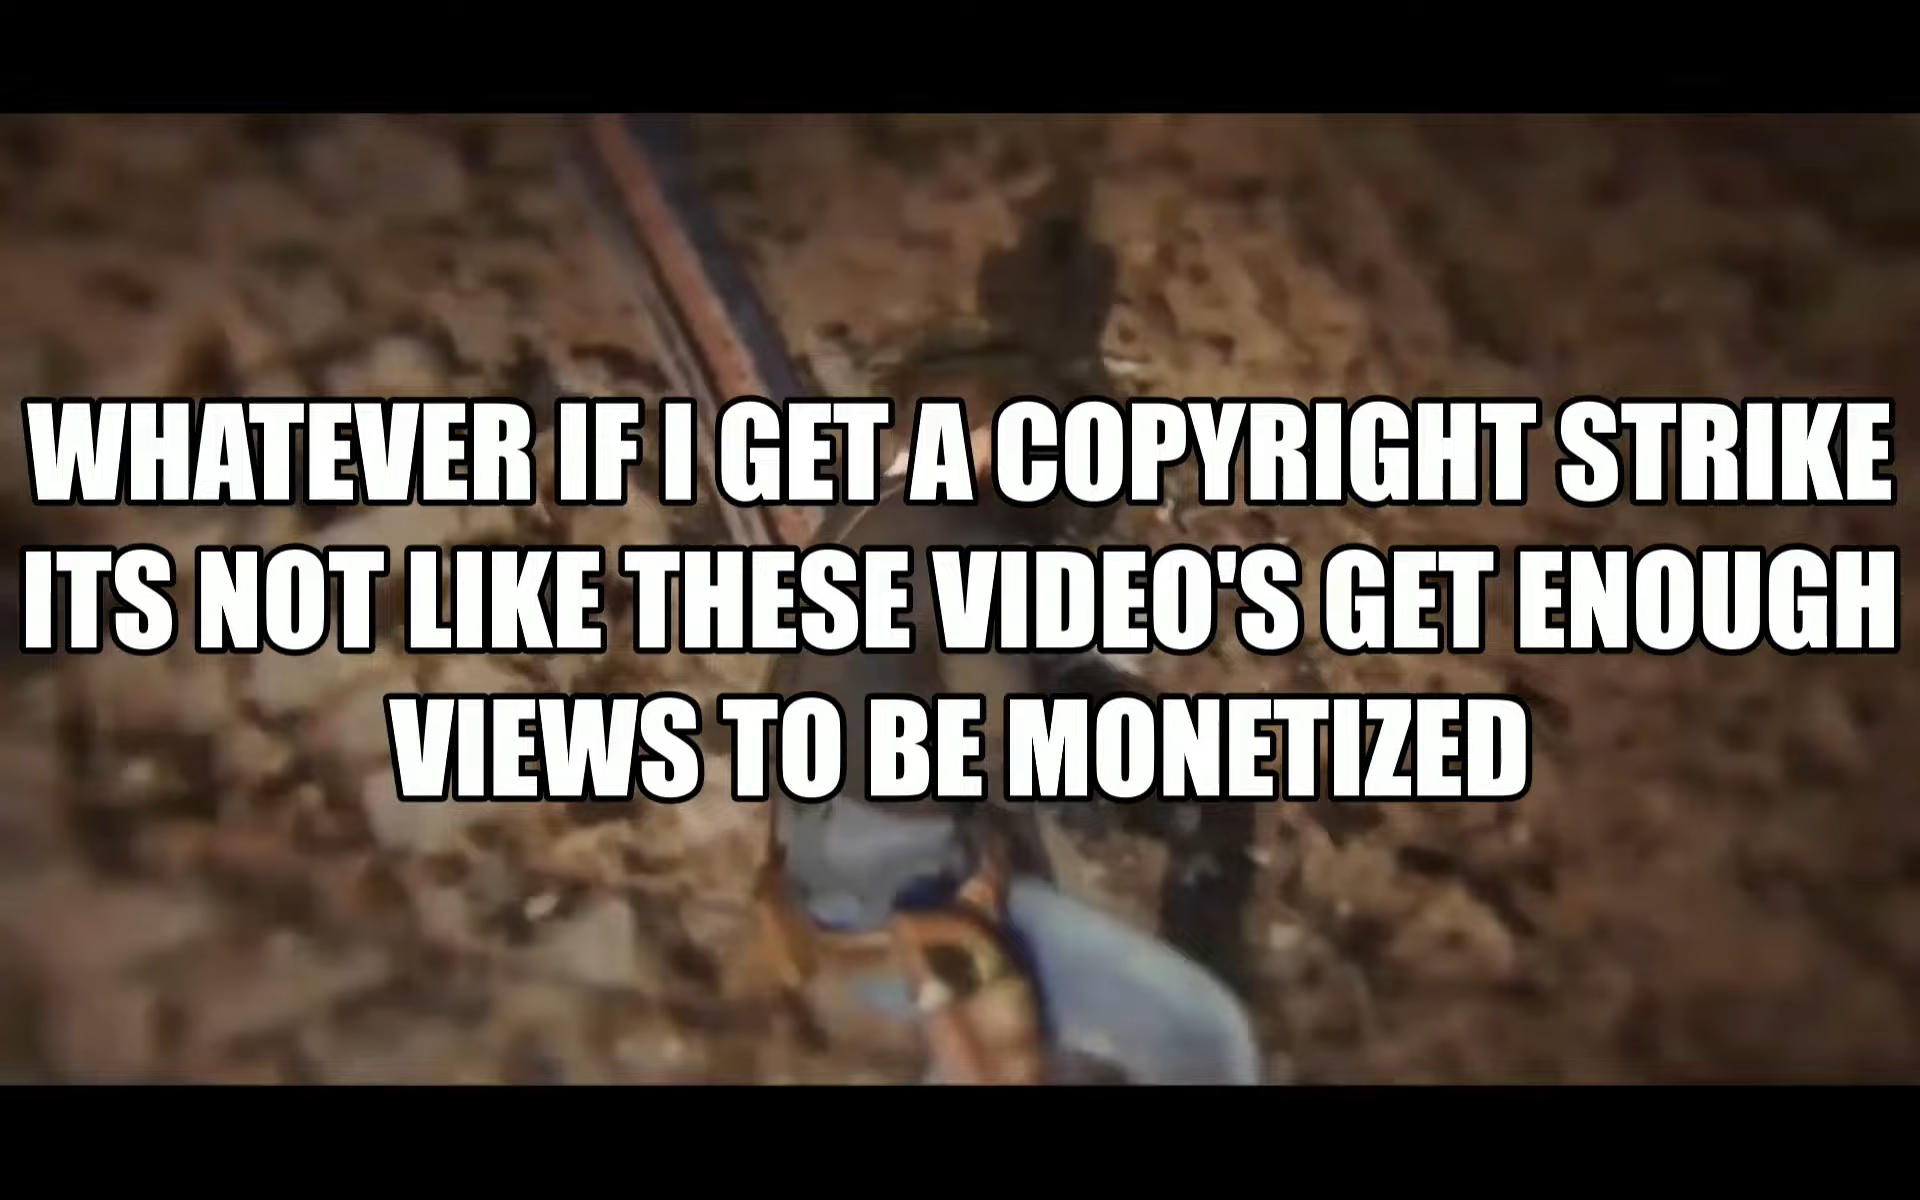 WHATEVER IF I GET A COPYRIGHT STRIKE
ITS NOT LIKE THESE VIDEO'S GET ENOUGH
VIEWS TO BE MONETIZED